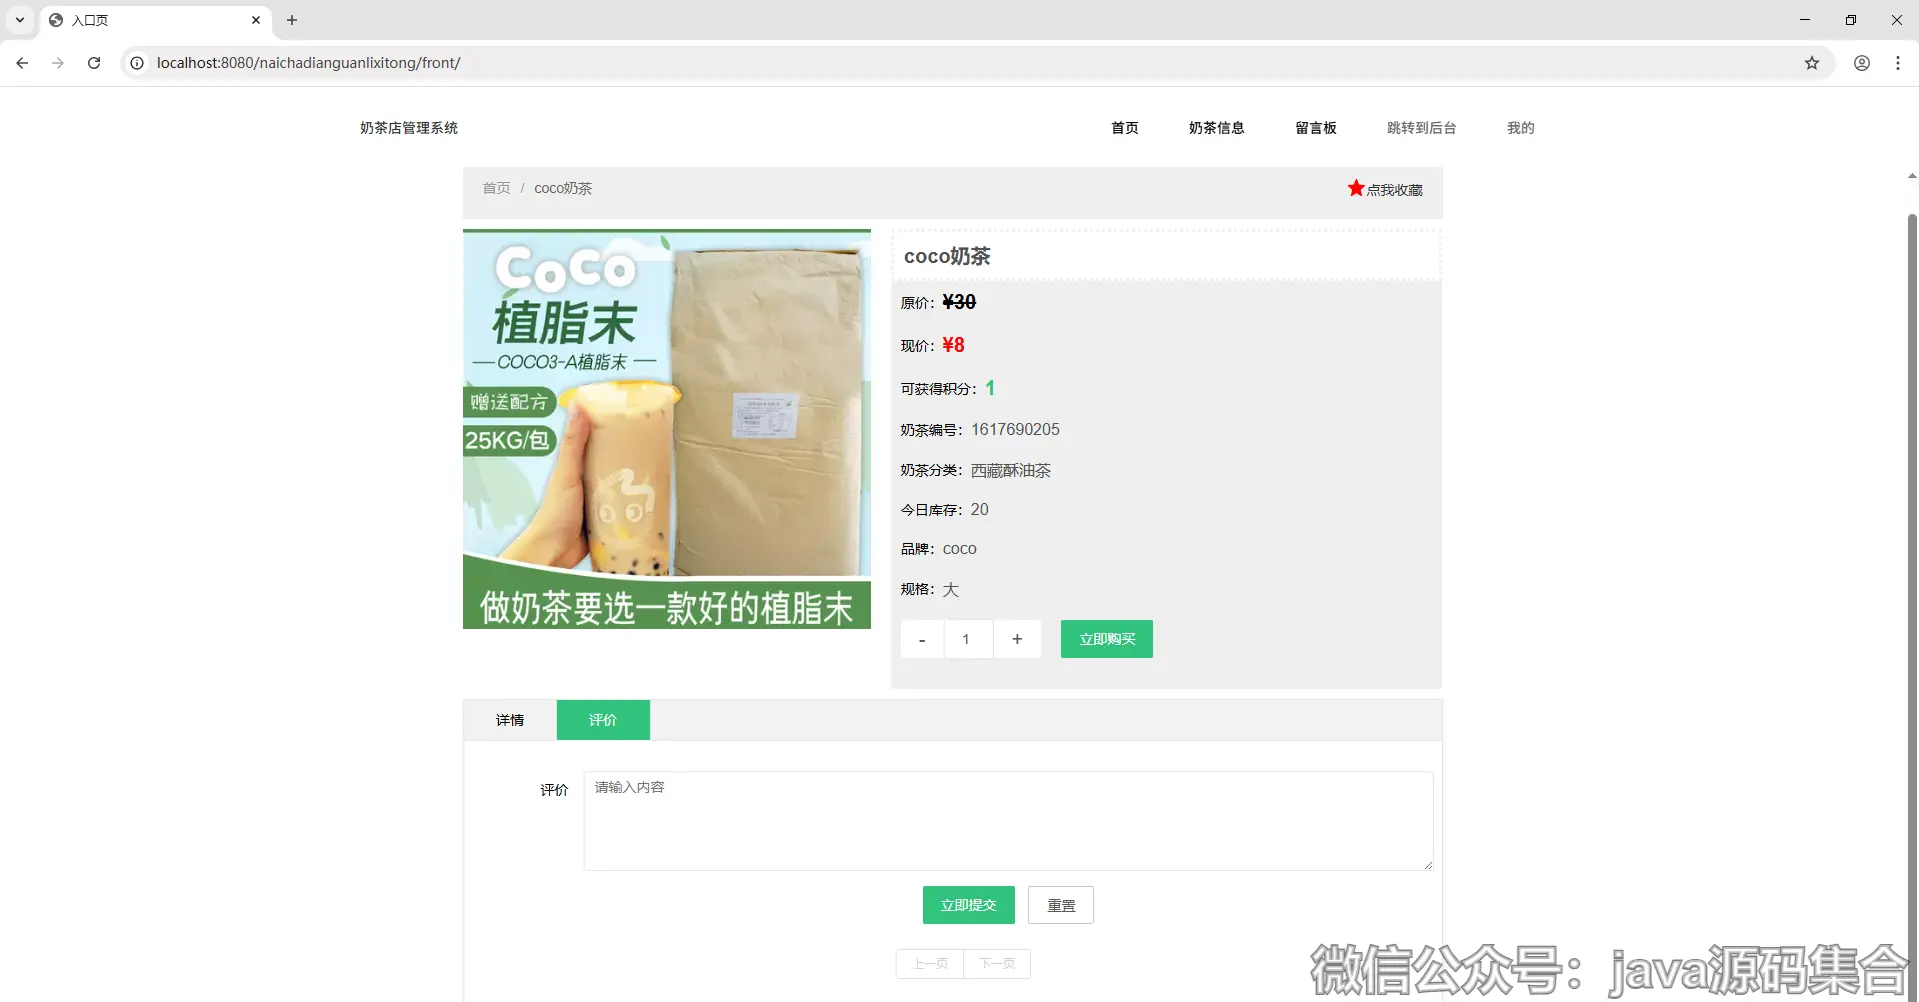 入口页
localhost:8080/naichadianguanlixitong/front/
奶茶店管理系统
首页
奶茶信息
留言板
跳转到后台
我的
首页 / coco奶茶
点我收藏
CoCo
植脂末
COCO3-A植脂末
赠送配方
25KG/包
做奶茶要选一款好的植脂末
coco奶茶
原价：¥30
现价：¥8
可获得积分：1
奶茶编号：1617690205
奶茶分类：西藏酥油茶
今日库存：20
品牌：coco
规格：大
- 1 +
立即购买
详情
评价
评价
请输入内容
立即提交
重置
上一页
下一页
微信公众号：java源码集合